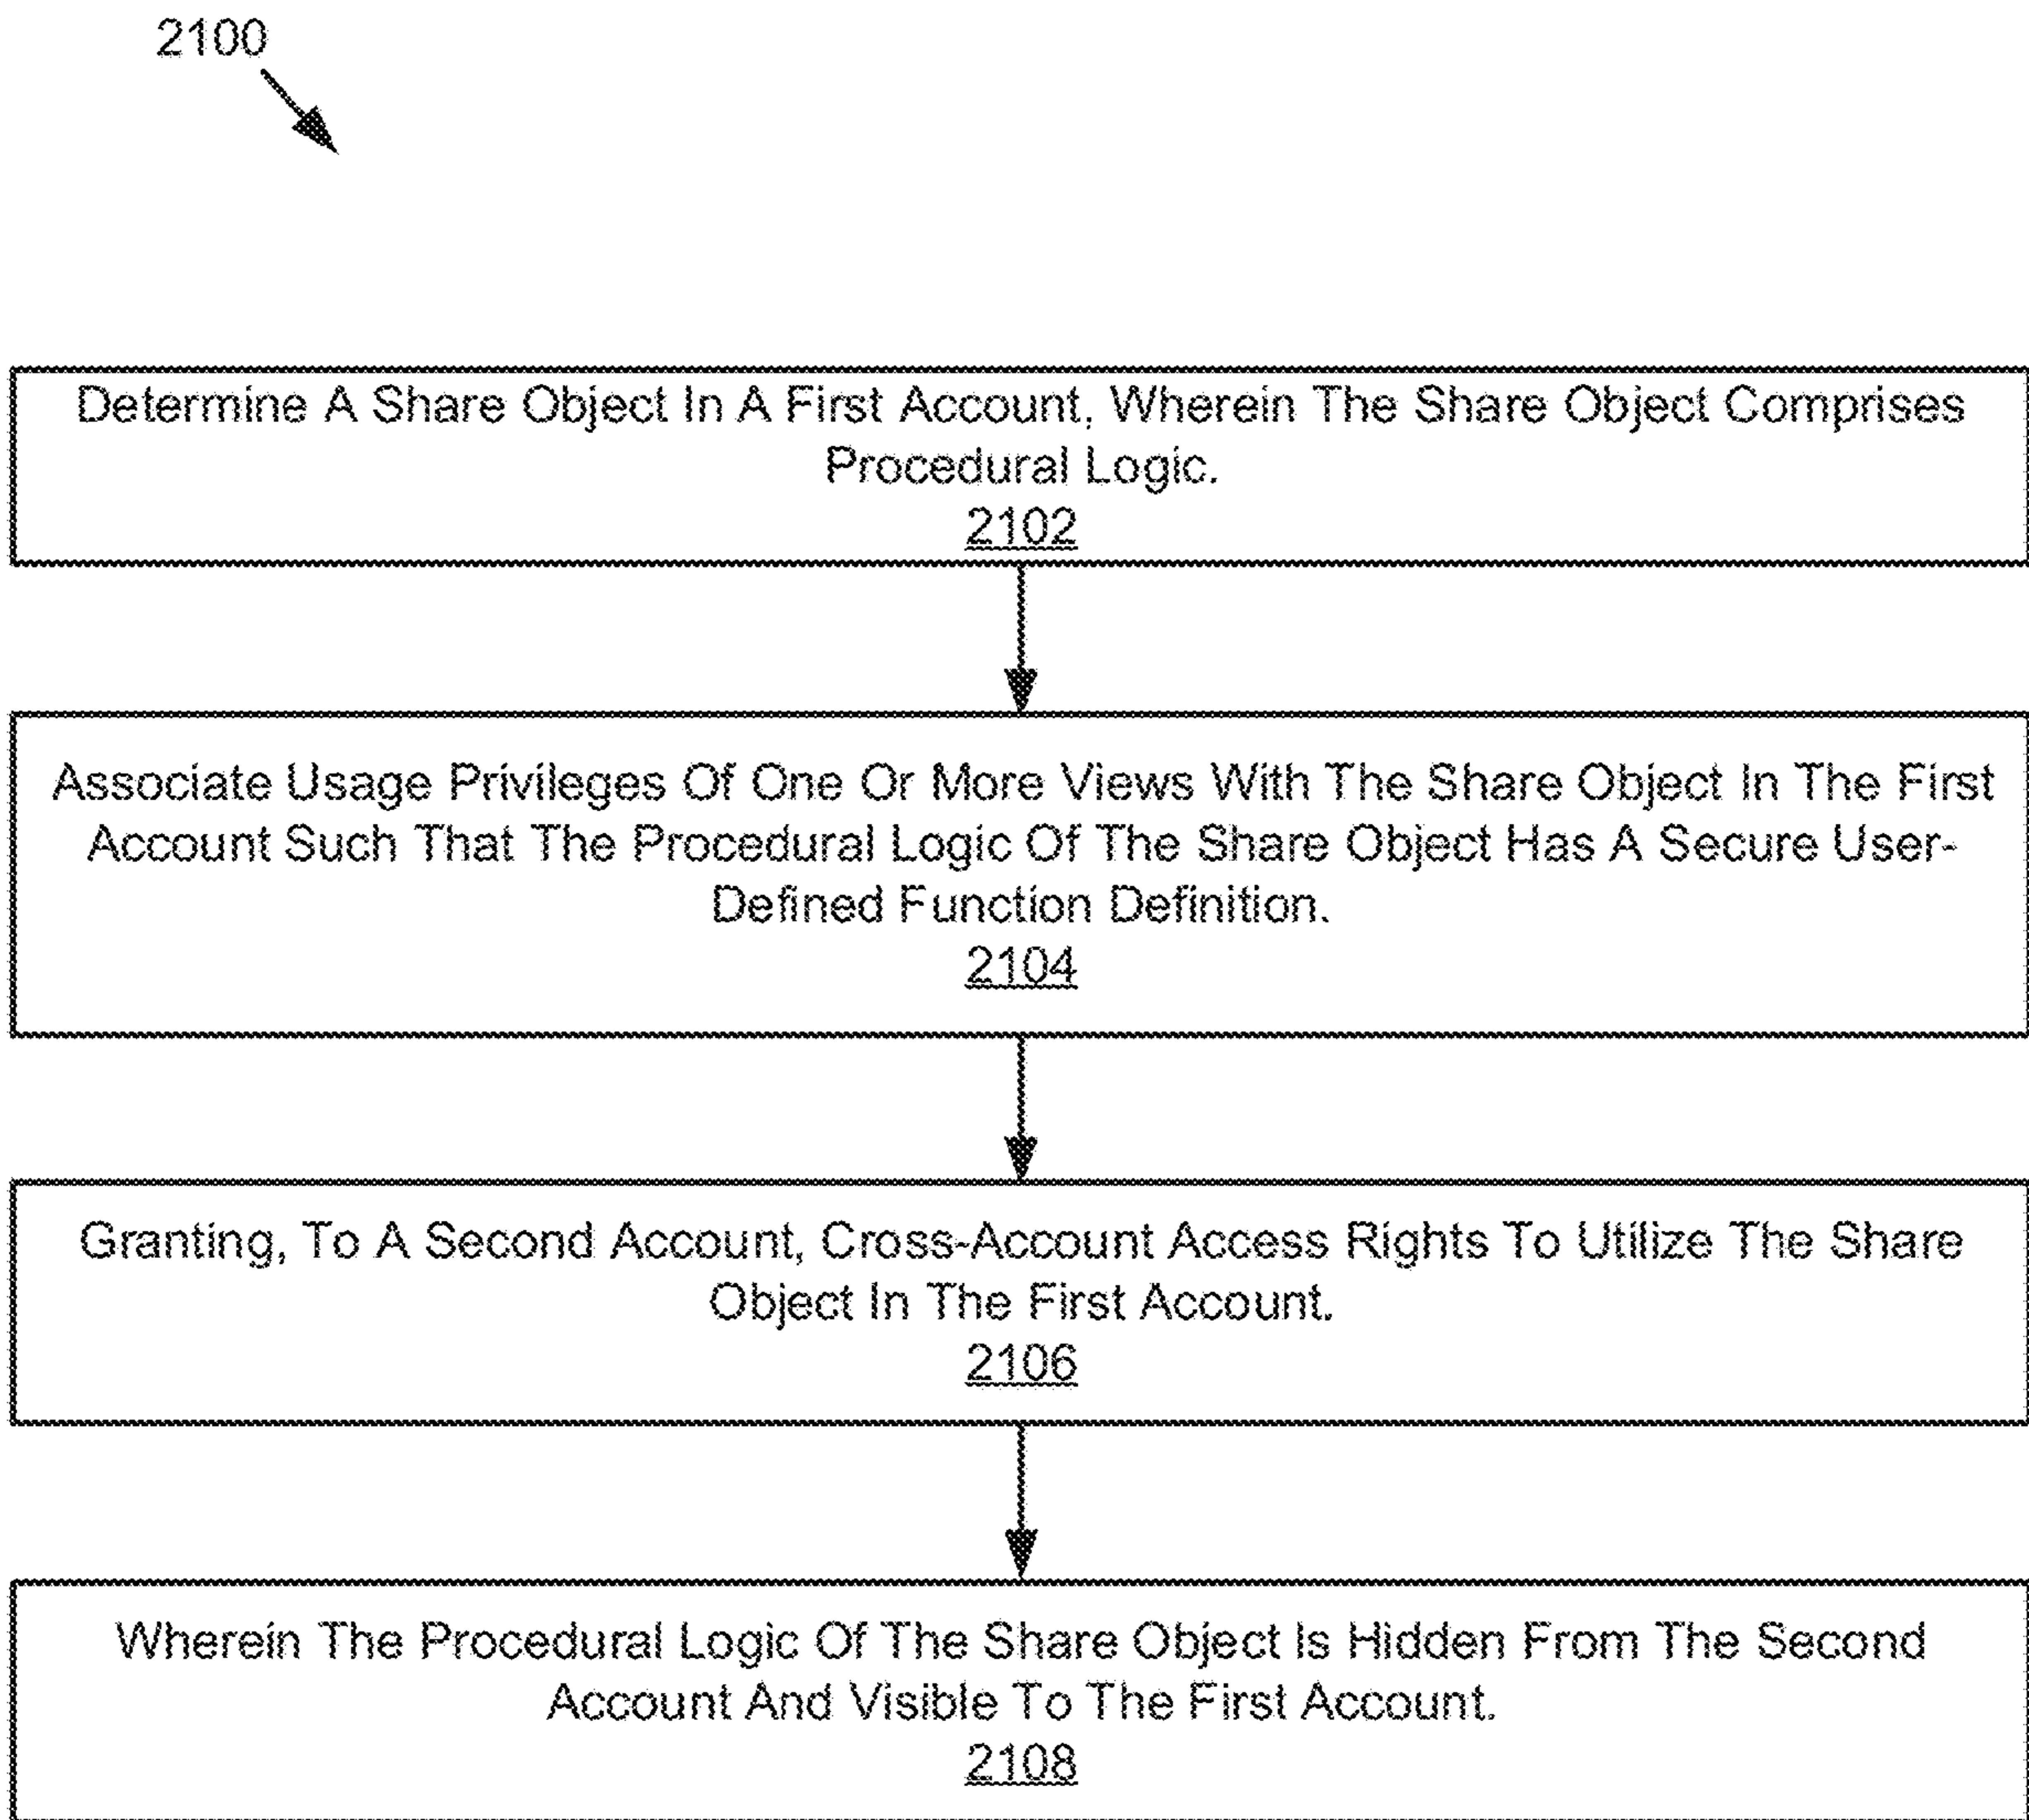 2100
Determine A Share Object In A First Account, Wherein The Share Object Comprises
Procedural Logic.
2102
Associate Usage Privileges Of One Or More Views With The Share Object In The First
Account Such That The Procedural Logic Of The Share Object Has A Secure User-
Defined Function Definition.
2104
Granting, To A Second Account, Cross-Account Access Rights To Utilize The Share
Object In The First Account.
2106
Wherein The Procedural Logic Of The Share Object Is Hidden From The Second
Account And Visible To The First Account.
2108